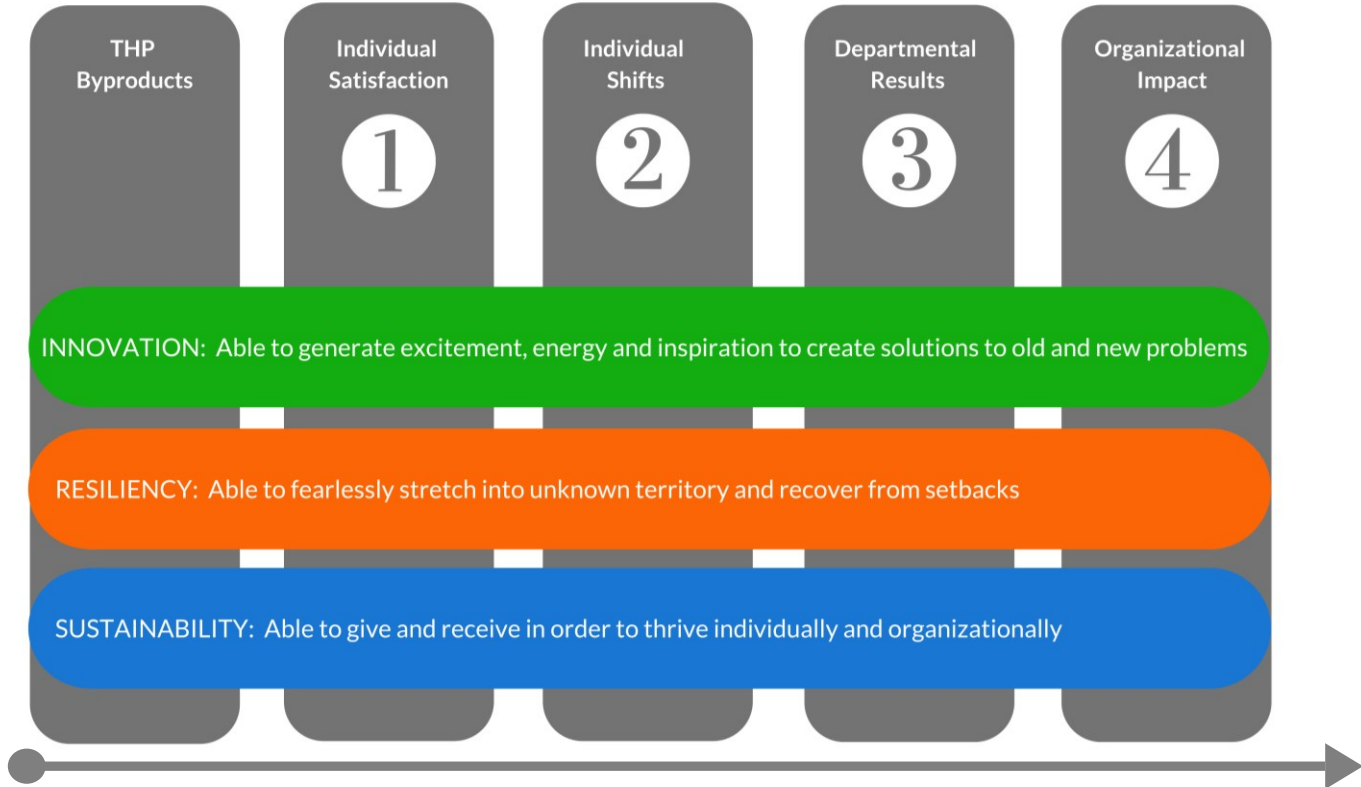 THP
Byproducts
Individual
Satisfaction
1
Individual
Shifts
2
Departmental
Results
3
Organizational
Impact
4
INNOVATION: Able to generate excitement, energy and inspiration to create solutions to old and new problems
RESILIENCY: Able to fearlessly stretch into unknown territory and recover from setbacks
SUSTAINABILITY: Able to give and receive in order to thrive individually and organizationally